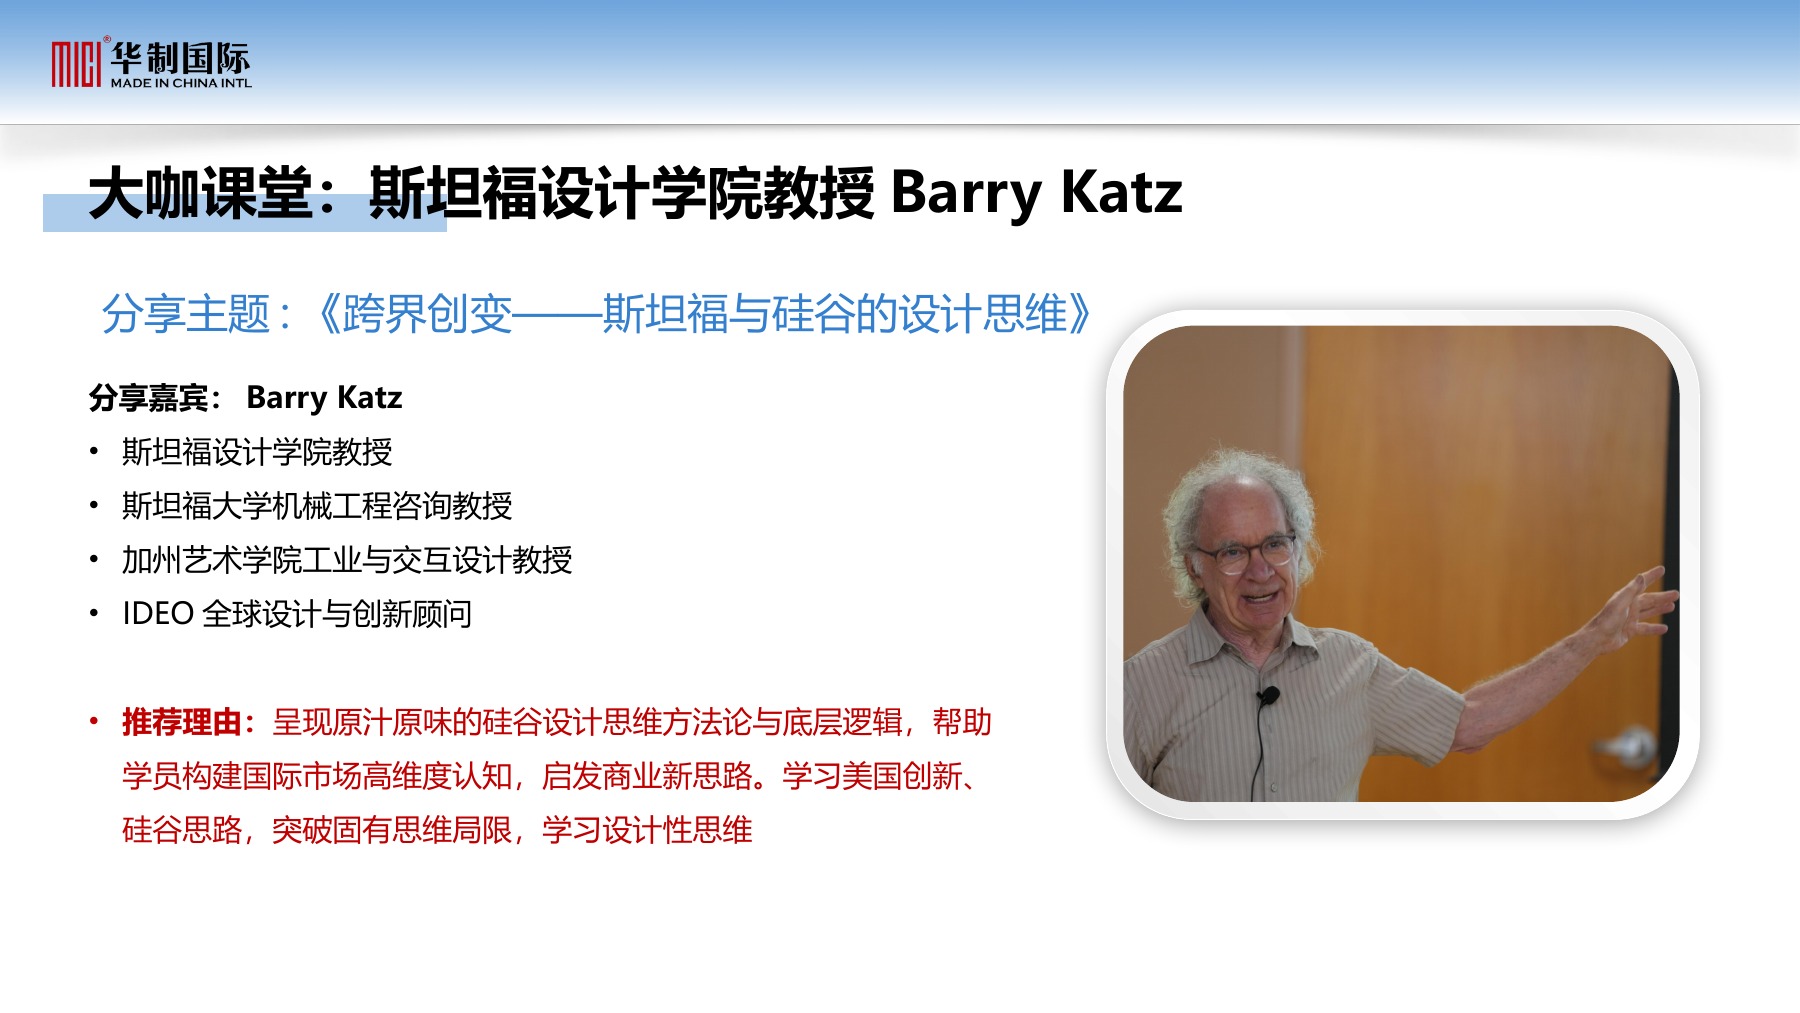 MICI® 华制国际
MADE IN CHINA INTL
大咖课堂：斯坦福设计学院教授 Barry Katz
分享主题：《跨界创变——斯坦福与硅谷的设计思维》
分享嘉宾： Barry Katz
• 斯坦福设计学院教授
• 斯坦福大学机械工程咨询教授
• 加州艺术学院工业与交互设计教授
• IDEO 全球设计与创新顾问
• 推荐理由：呈现原汁原味的硅谷设计思维方法论与底层逻辑，帮助
学员构建国际市场高维度认知，启发商业新思路。学习美国创新、
硅谷思路，突破固有思维局限，学习设计性思维